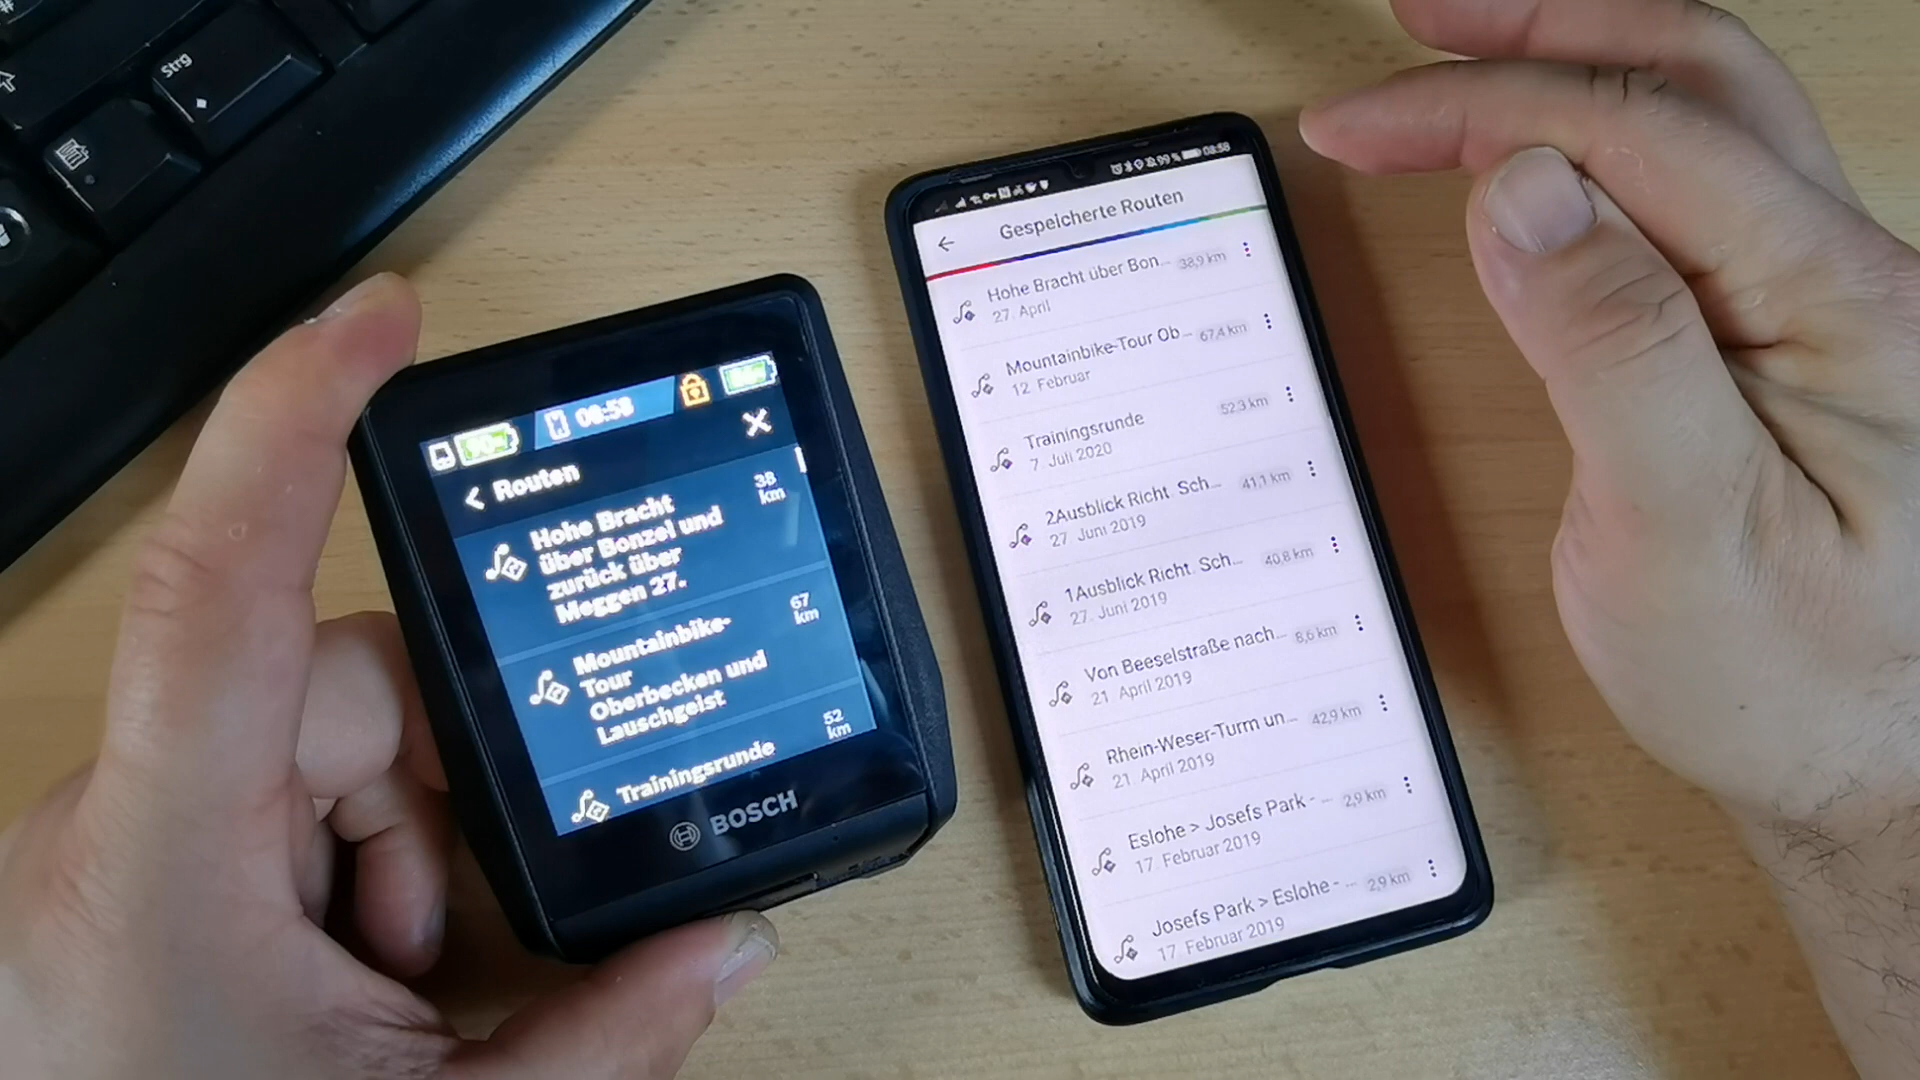 Strg
08:58
Routen
Hohe Bracht
über Bonzel und
zurück über
Meggen 27.
38
km
Mountainbike-
Tour
Oberbecken und
Lauschgeist
67
km
Trainingsrunde
52
km
BOSCH
99 % 08:58
Gespeicherte Routen
Hohe Bracht über Bon... 38,9 km
27. April
Mountainbike-Tour Ob... 67,4 km
12. Februar
Trainingsrunde 52,3 km
7. Juli 2020
2Ausblick Richt. Sch... 41,1 km
27. Juni 2019
1Ausblick Richt. Sch... 40,8 km
27. Juni 2019
Von Beeselstraße nach... 8,6 km
21. April 2019
Rhein-Weser-Turm un... 42,9 km
21. April 2019
Eslohe > Josefs Park - ... 2,9 km
17. Februar 2019
Josefs Park > Eslohe - ... 2,9 km
17. Februar 2019